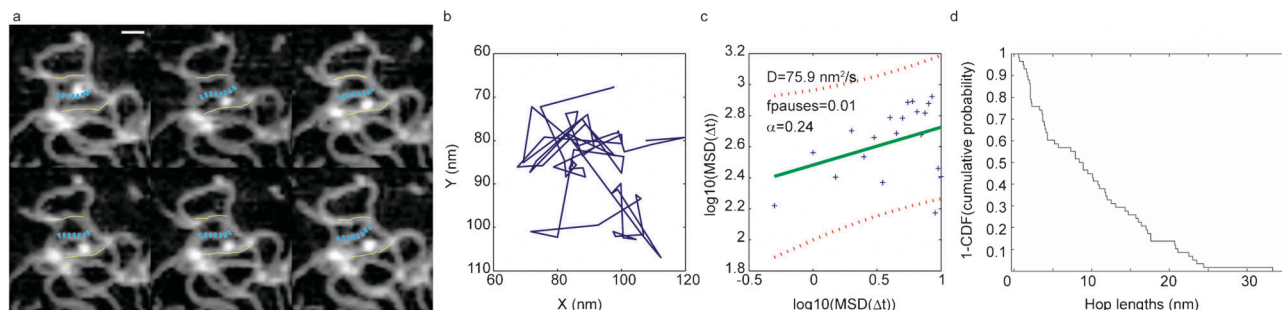 a
b
c
d
60
70
80
90
100
110
Y (nm)
60
80
100
120
X (nm)
3.2
3
2.8
2.6
2.4
2.2
2
1.8
log10(MSD(Δt))
D=75.9 nm²/s
fpauses=0.01
α=0.24
-0.5
0
0.5
1
log10(MSD(Δt))
1
0.9
0.8
0.7
0.6
0.5
0.4
0.3
0.2
0.1
1-CDF(cumulative probability)
0
10
20
30
Hop lengths (nm)